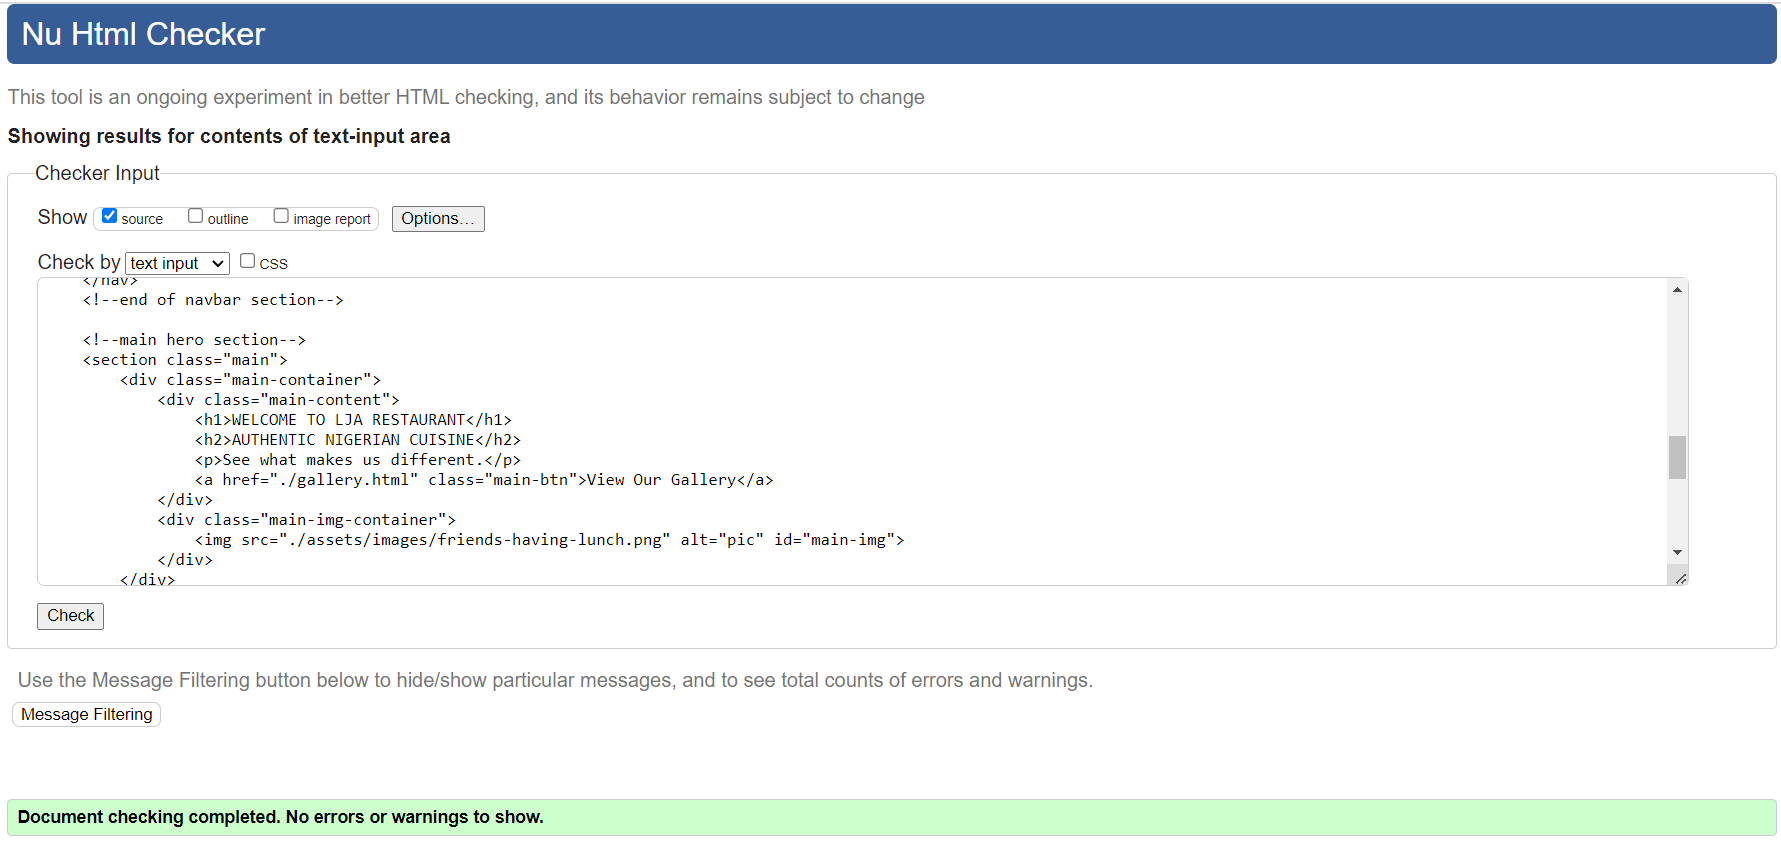 Nu Html Checker
This tool is an ongoing experiment in better HTML checking, and its behavior remains subject to change
Showing results for contents of text-input area
Checker Input
Show source outline image report Options...
Check by text input CSS
</nav>
<!--end of navbar section-->
<!--main hero section-->
<section class="main">
<div class="main-container">
<div class="main-content">
<h1>WELCOME TO LJA RESTAURANT</h1>
<h2>AUTHENTIC NIGERIAN CUISINE</h2>
<p>See what makes us different.</p>
<a href="./gallery.html" class="main-btn">View Our Gallery</a>
</div>
<div class="main-img-container">
<img src="./assets/images/friends-having-lunch.png" alt="pic" id="main-img">
</div>
</div>
Check
Use the Message Filtering button below to hide/show particular messages, and to see total counts of errors and warnings.
Message Filtering
Document checking completed. No errors or warnings to show.